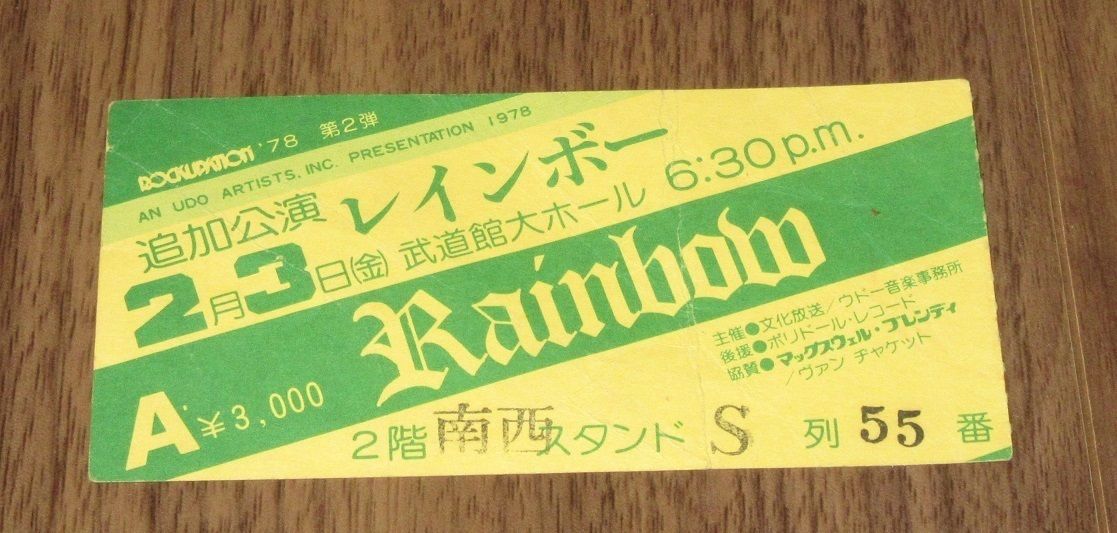 ROCKUPATION '78 第2弾
AN UDO ARTISTS, INC. PRESENTATION 1978
追加公演 レインボー
2月3日(金) 武道館大ホール 6:30p.m.
Rainbow
主催●文化放送/ウドー音楽事務所
後援●ポリドール・レコード
協賛●マックスウェル・ブレンディ
/ヴァン チャケット
A. ¥3,000
2階 南西スタンド S 列 55 番